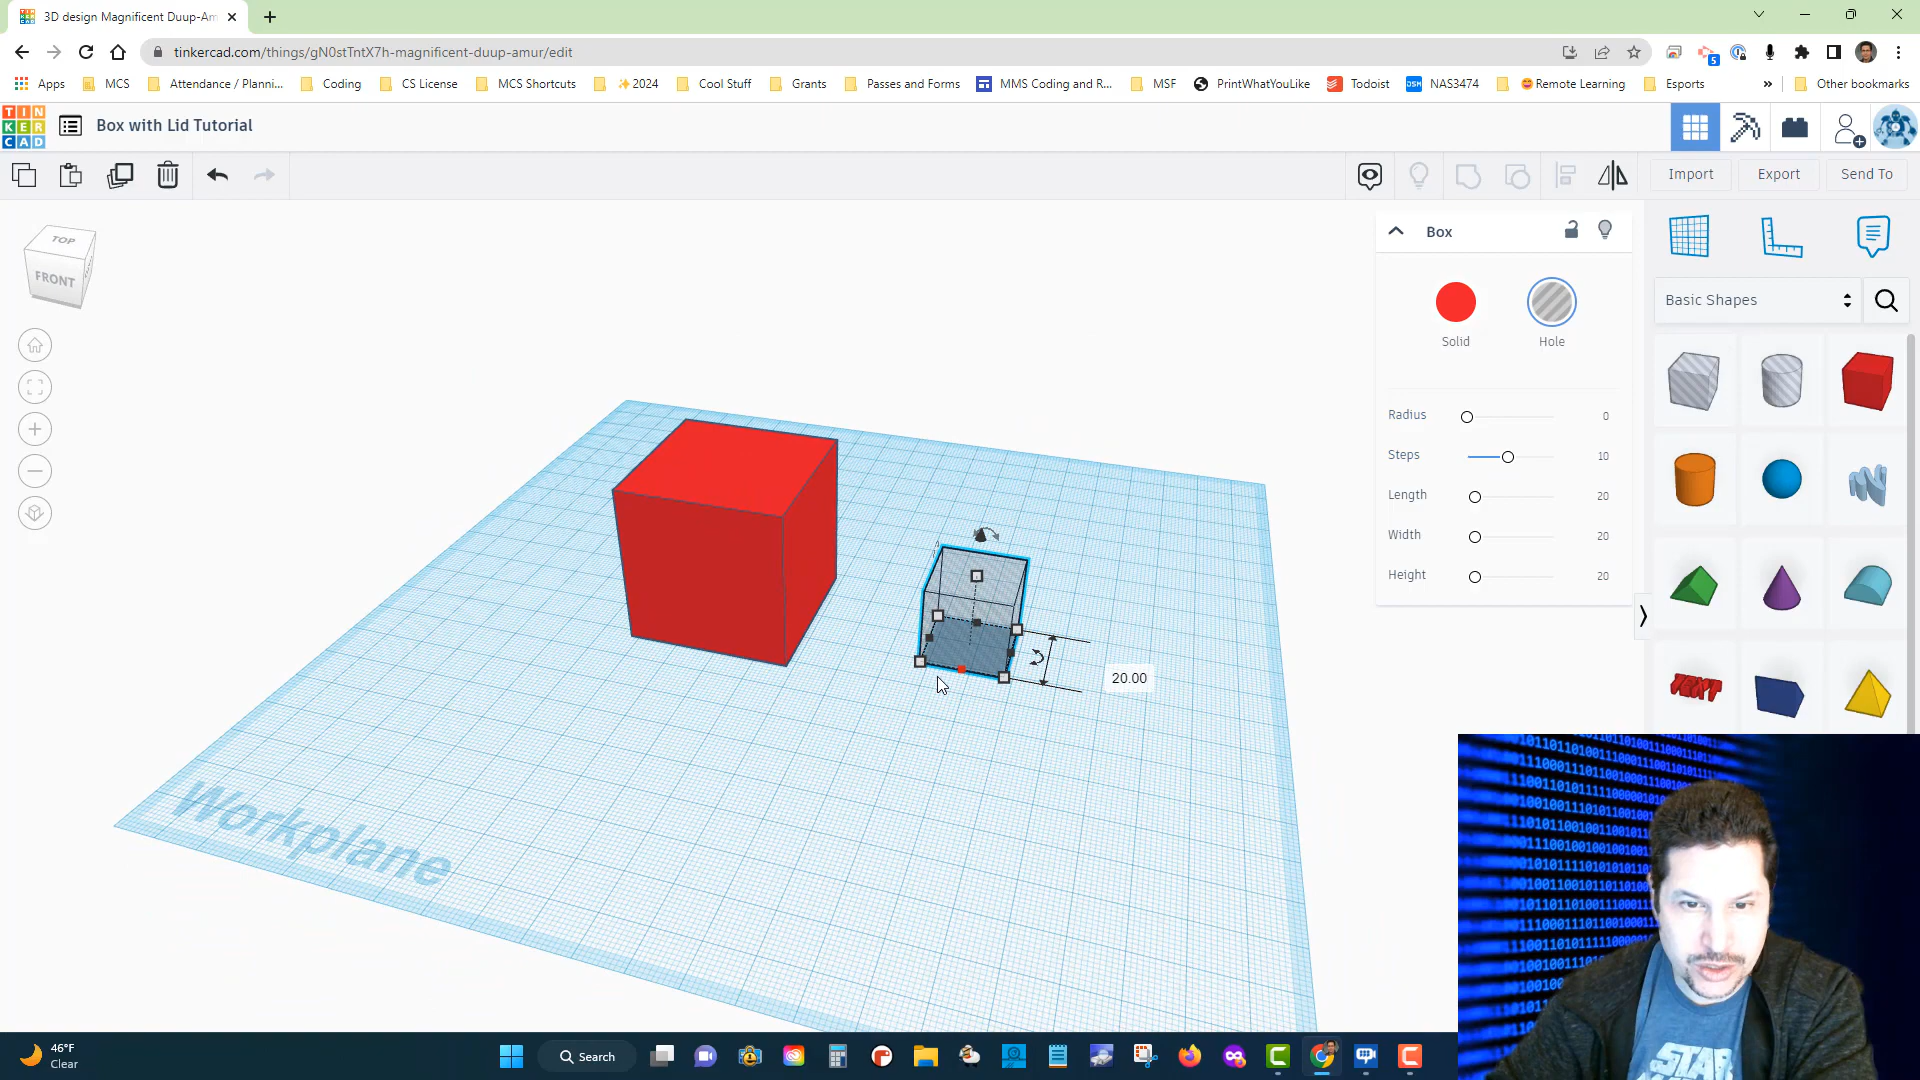 3D design Magnificent Duup-Am
tinkercad.com/things/gN0stTntX7h-magnificent-duup-amur/edit
5
Apps MCS Attendance / Planni... Coding CS License MCS Shortcuts ✨2024 Cool Stuff Grants Passes and Forms MMS Coding and R... MSF PrintWhatYouLike Todoist NAS3474 😊Remote Learning Esports » Other bookmarks
TIN
KER
CAD
Box with Lid Tutorial
Import Export Send To
TOP
FRONT
Box
Solid Hole
Radius 0
Steps 10
Length 20
Width 20
Height 20
Basic Shapes
TEXT
20.00
Workplane
STAR
46°F
Clear
Search